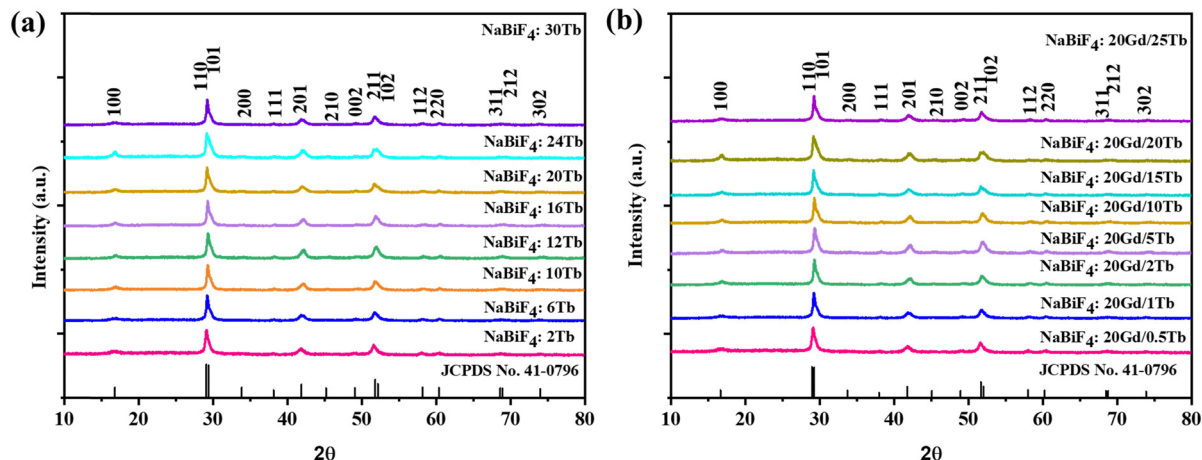 (a)
NaBiF4: 30Tb
100
110
101
200
111
201
210
002
211
102
112
220
311
212
302
NaBiF4: 24Tb
NaBiF4: 20Tb
NaBiF4: 16Tb
NaBiF4: 12Tb
NaBiF4: 10Tb
NaBiF4: 6Tb
NaBiF4: 2Tb
JCPDS No. 41-0796
Intensity (a.u.)
10 20 30 40 50 60 70 80
2θ
(b)
NaBiF4: 20Gd/25Tb
100
110
101
200
111
201
210
002
211
102
112
220
311
212
302
NaBiF4: 20Gd/20Tb
NaBiF4: 20Gd/15Tb
NaBiF4: 20Gd/10Tb
NaBiF4: 20Gd/5Tb
NaBiF4: 20Gd/2Tb
NaBiF4: 20Gd/1Tb
NaBiF4: 20Gd/0.5Tb
JCPDS No. 41-0796
Intensity (a.u.)
10 20 30 40 50 60 70 80
2θ